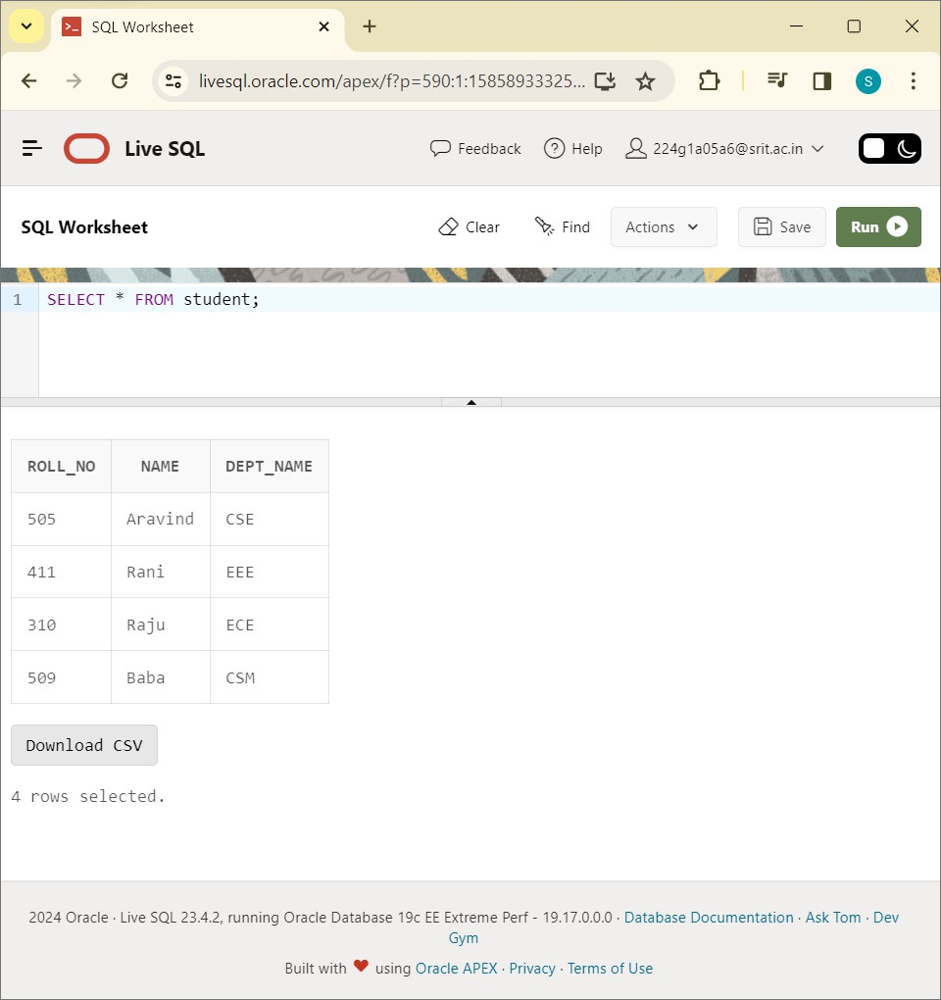 SQL Worksheet
livesql.oracle.com/apex/f?p=590:1:15858933325...
S
Live SQL
Feedback
Help
224g1a05a6@srit.ac.in
SQL Worksheet
Clear
Find
Actions
Save
Run
1 SELECT * FROM student;
ROLL_NO NAME DEPT_NAME
505 Aravind CSE
411 Rani EEE
310 Raju ECE
509 Baba CSM
Download CSV
4 rows selected.
2024 Oracle · Live SQL 23.4.2, running Oracle Database 19c EE Extreme Perf - 19.17.0.0.0 · Database Documentation · Ask Tom · Dev
Gym
Built with ❤ using Oracle APEX · Privacy · Terms of Use